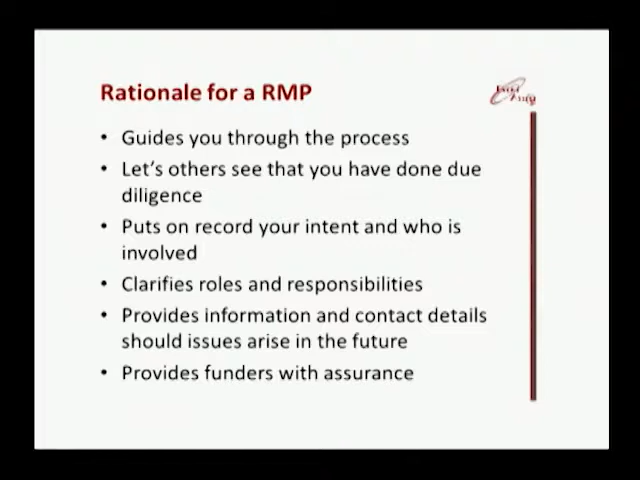 Rationale for a RMP
• Guides you through the process
• Let's others see that you have done due
diligence
• Puts on record your intent and who is
involved
• Clarifies roles and responsibilities
• Provides information and contact details
should issues arise in the future
• Provides funders with assurance